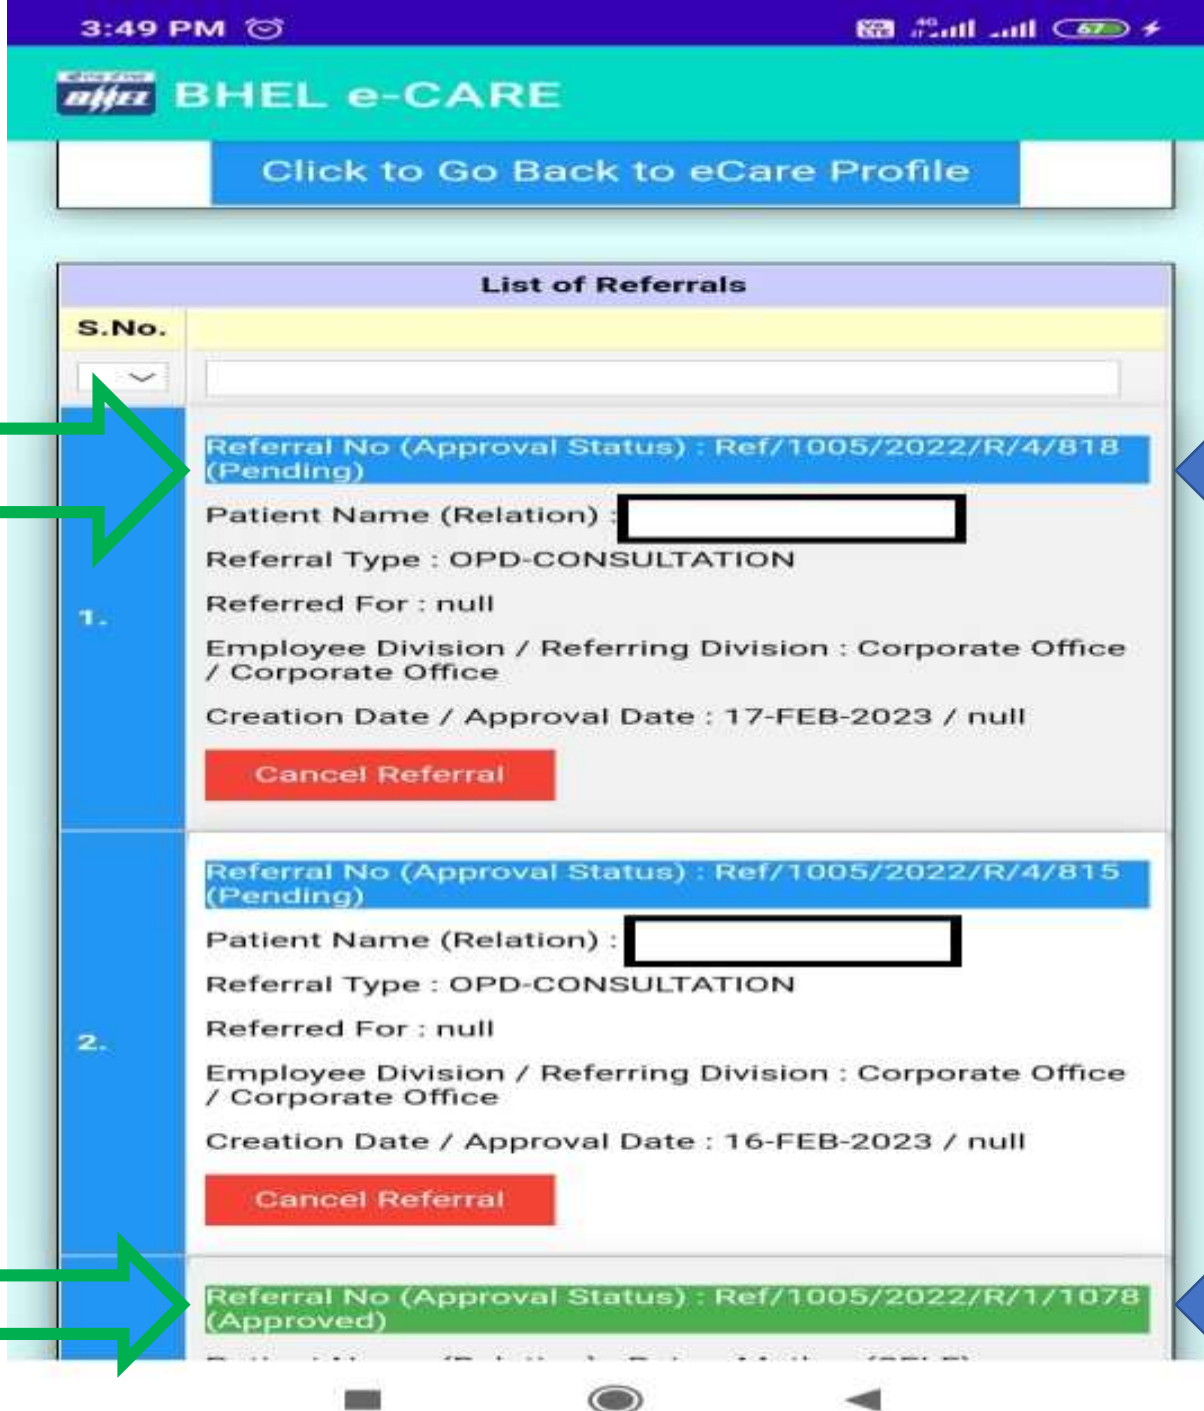 3:49 PM
4G
67
BHEL
BHEL e-CARE
Click to Go Back to eCare Profile
List of Referrals
S.No.
Referral No (Approval Status) : Ref/1005/2022/R/4/818
(Pending)
Patient Name (Relation) :
Referral Type : OPD-CONSULTATION
1.
Referred For : null
Employee Division / Referring Division : Corporate Office
/ Corporate Office
Creation Date / Approval Date : 17-FEB-2023 / null
Cancel Referral
Referral No (Approval Status) : Ref/1005/2022/R/4/815
(Pending)
Patient Name (Relation) :
Referral Type : OPD-CONSULTATION
2.
Referred For : null
Employee Division / Referring Division : Corporate Office
/ Corporate Office
Creation Date / Approval Date : 16-FEB-2023 / null
Cancel Referral
Referral No (Approval Status) : Ref/1005/2022/R/1/1078
(Approved)